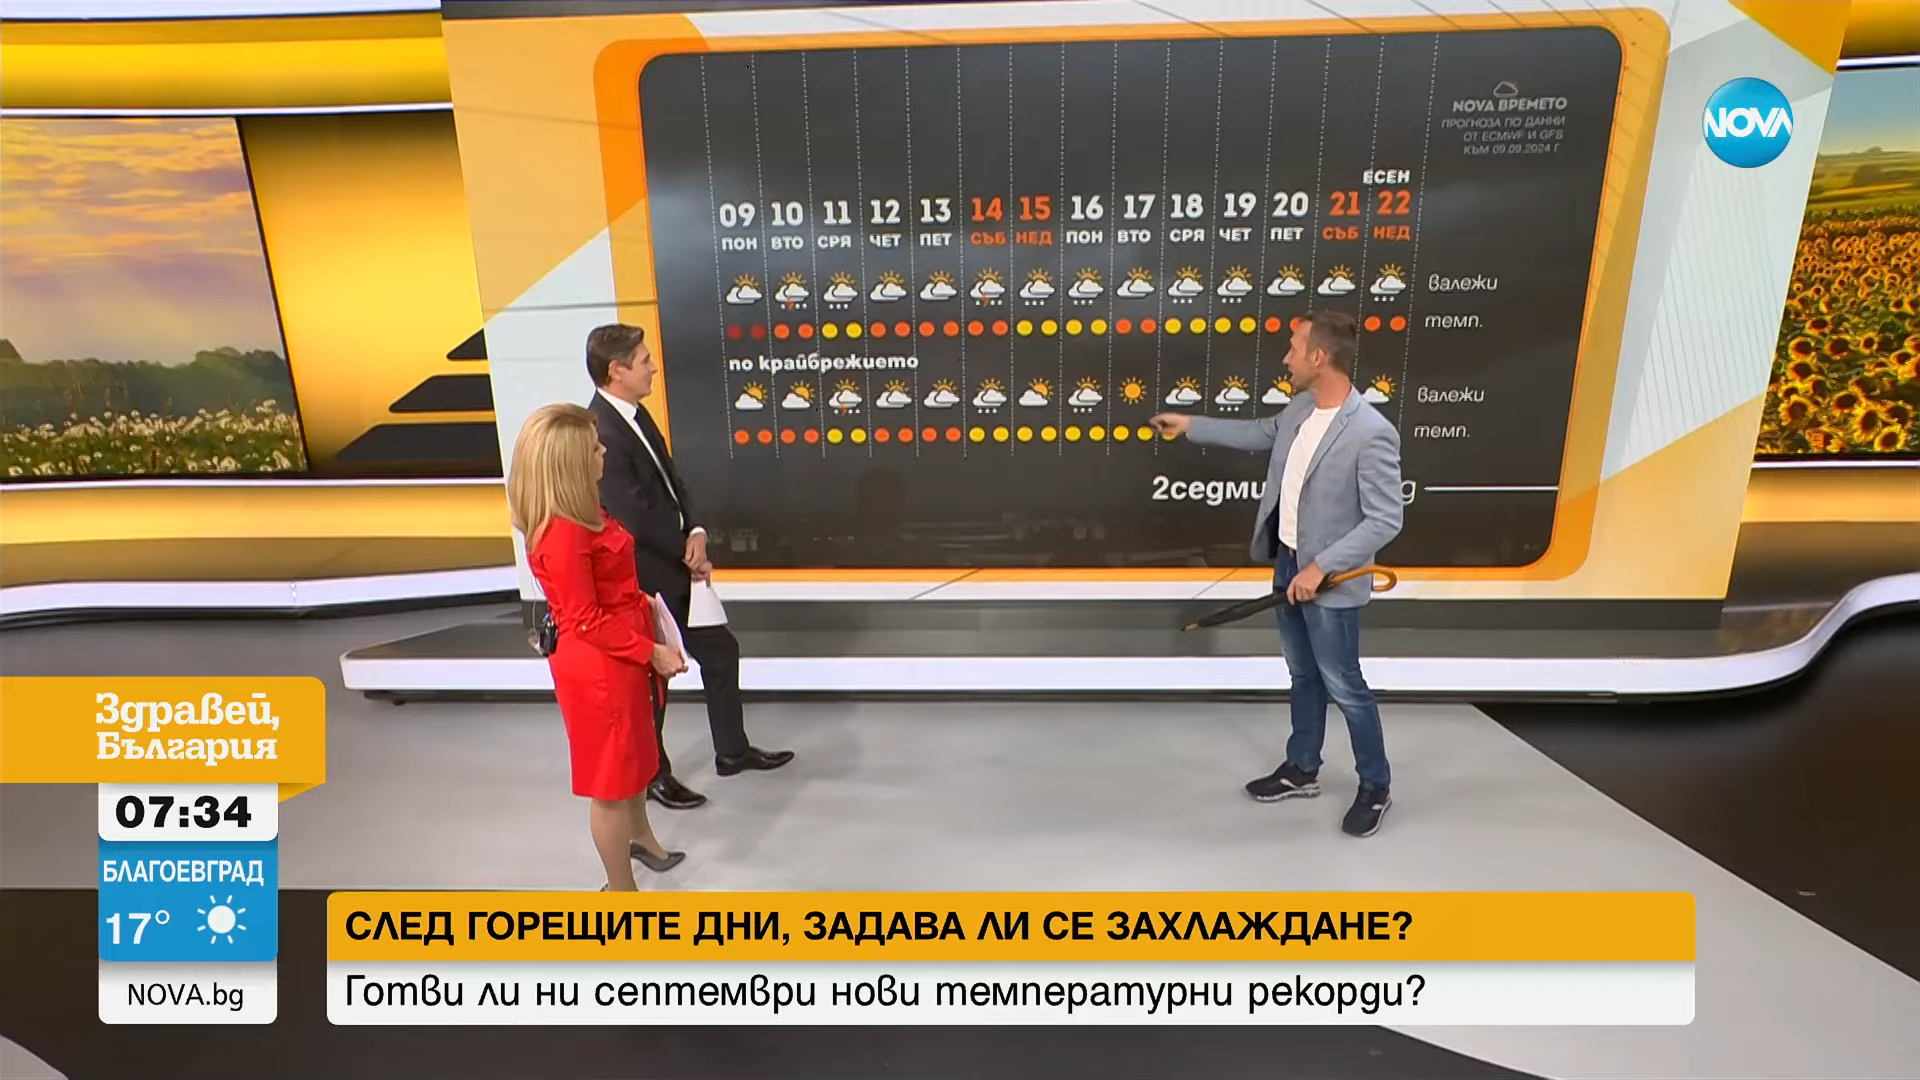 NOVA ВРЕМЕТО
ПРОГНОЗА ПО ДАННИ
ОТ ECMWF И GFS
КЪМ 09.09.2024 Г
NOVA
ЕСЕН
09 10 11 12 13 14 15 16 17 18 19 20 21 22
ПОН ВТО СРЯ ЧЕТ ПЕТ СЪБ НЕД ПОН ВТО СРЯ ЧЕТ ПЕТ СЪБ НЕД
валежи
темп.
по крайбрежието
валежи
темп.
Здравей,
България
07:34
БЛАГОЕВГРАД
17°
NOVA.bg
СЛЕД ГОРЕЩИТЕ ДНИ, ЗАДАВА ЛИ СЕ ЗАХЛАЖДАНЕ?
Готви ли ни септември нови температурни рекорди?